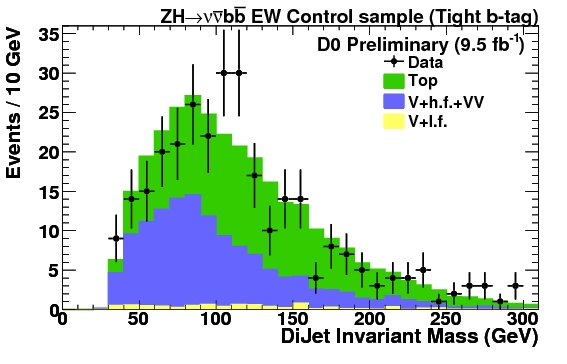 ZH→νν̅bb̅ EW Control sample (Tight b-tag)
Events / 10 GeV
35
30
25
20
15
10
5
0
D0 Preliminary (9.5 fb⁻¹)
Data
Top
V+h.f.+VV
V+l.f.
0 50 100 150 200 250 300
DiJet Invariant Mass (GeV)